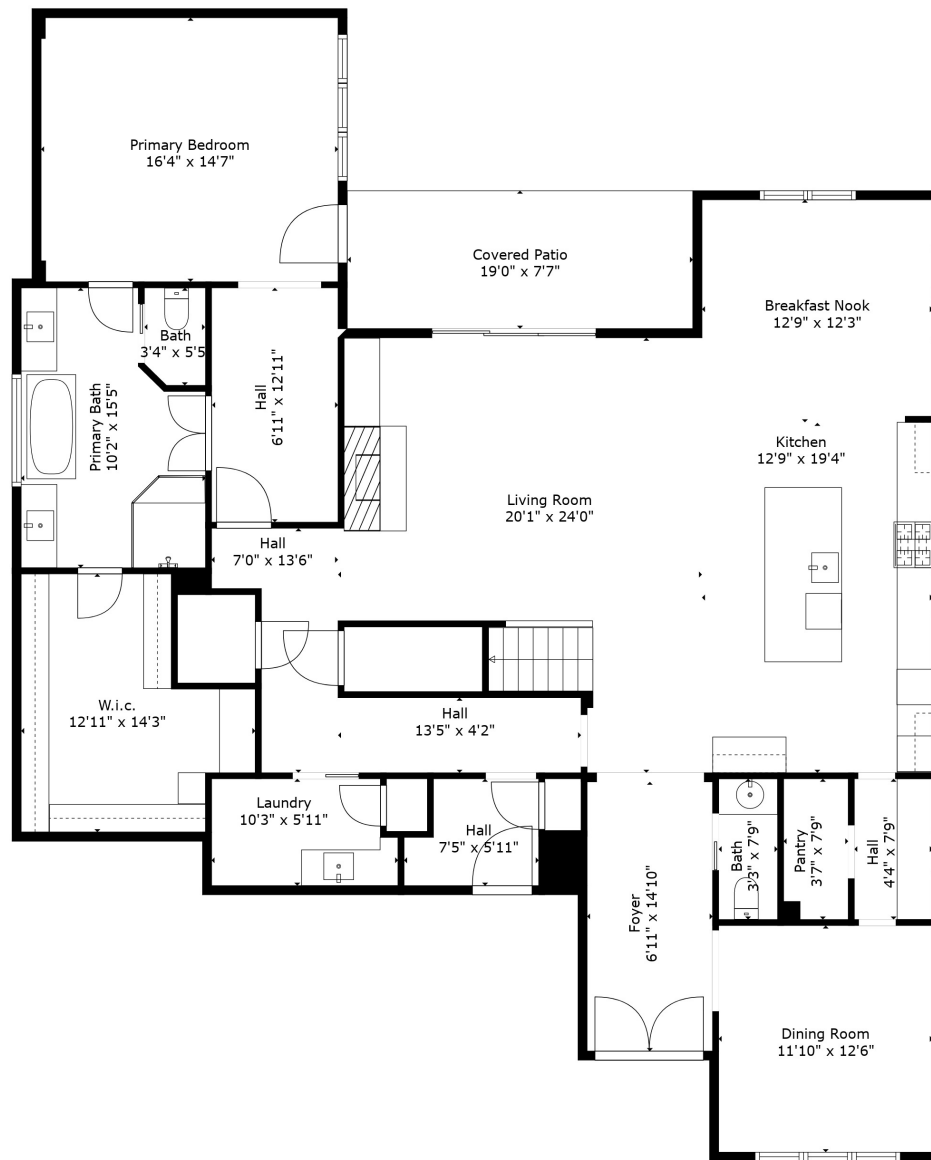 Primary Bedroom
16'4" x 14'7"
Covered Patio
19'0" x 7'7"
Breakfast Nook
12'9" x 12'3"
Bath
3'4" x 5'5
Primary Bath
10'2" x 15'5"
Hall
6'11" x 12'11"
Kitchen
12'9" x 19'4"
Living Room
20'1" x 24'0"
Hall
7'0" x 13'6"
W.i.c.
12'11" x 14'3"
Hall
13'5" x 4'2"
Laundry
10'3" x 5'11"
Hall
7'5" x 5'11"
Bath
3'3" x 7'9"
Pantry
3'7" x 7'9"
Hall
4'4" x 7'9"
Foyer
6'11" x 14'10"
Dining Room
11'10" x 12'6"